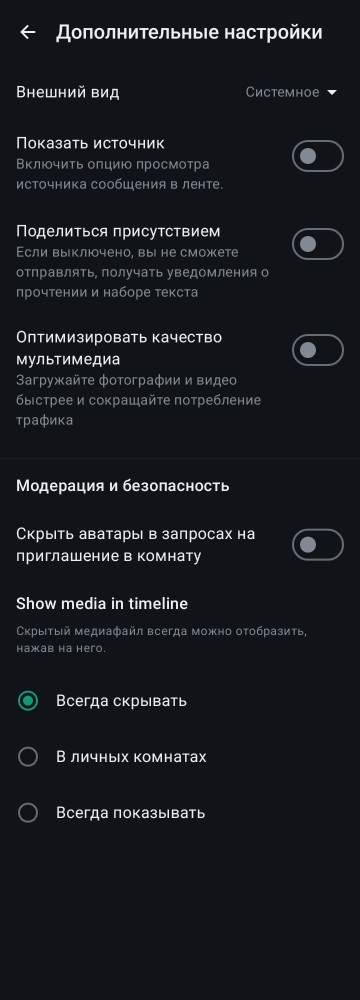 Дополнительные настройки
Внешний вид
Системное
Показать источник
Включить опцию просмотра
источника сообщения в ленте.
Поделиться присутствием
Если выключено, вы не сможете
отправлять, получать уведомления о
прочтении и наборе текста
Оптимизировать качество
мультимедиа
Загружайте фотографии и видео
быстрее и сокращайте потребление
трафика
Модерация и безопасность
Скрыть аватары в запросах на
приглашение в комнату
Show media in timeline
Скрытый медиафайл всегда можно отобразить,
нажав на него.
Всегда скрывать
В личных комнатах
Всегда показывать